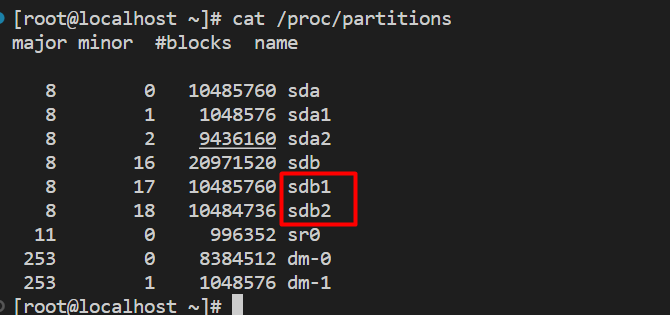 [root@localhost ~]# cat /proc/partitions
major minor  #blocks  name

   8        0   10485760 sda
   8        1    1048576 sda1
   8        2    9436160 sda2
   8       16   20971520 sdb
   8       17   10485760 sdb1
   8       18   10484736 sdb2
  11        0     996352 sr0
 253        0    8384512 dm-0
 253        1    1048576 dm-1
[root@localhost ~]#